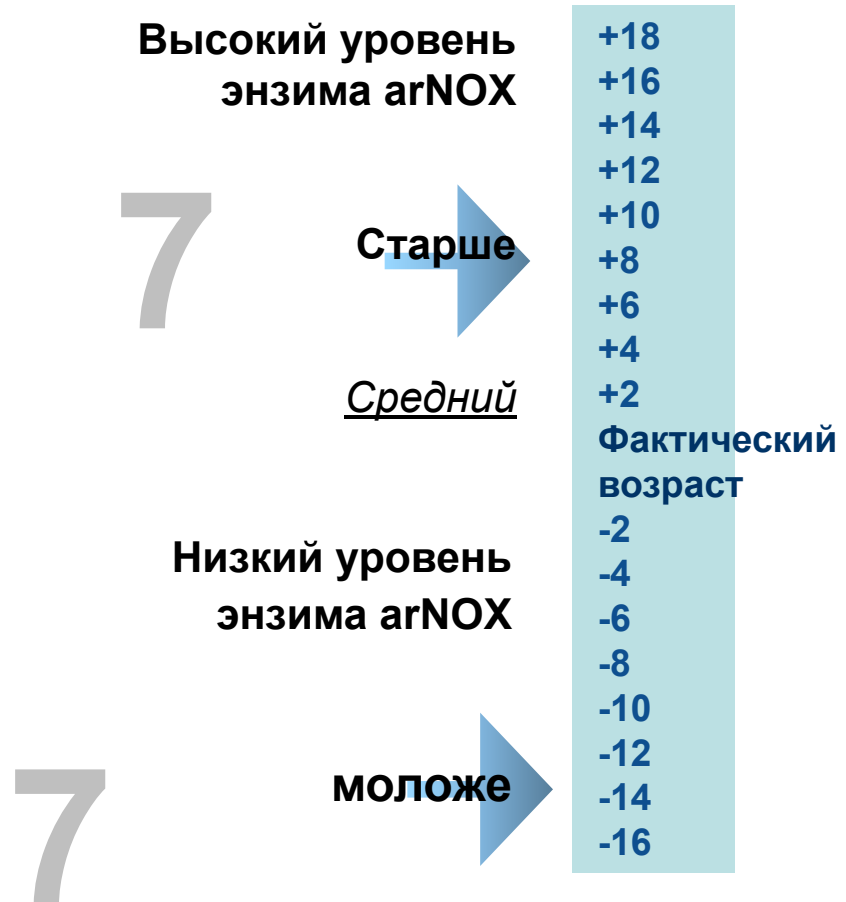 Высокий уровень
энзима arNOX
7
Старше
Средний
Низкий уровень
энзима arNOX
7
моложе
+18
+16
+14
+12
+10
+8
+6
+4
+2
Фактический
возраст
-2
-4
-6
-8
-10
-12
-14
-16